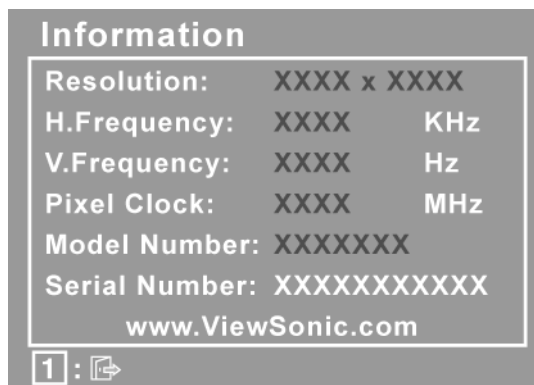 Information
Resolution: XXXX x XXXX
H.Frequency: XXXX KHz
V.Frequency: XXXX Hz
Pixel Clock: XXXX MHz
Model Number: XXXXXXX
Serial Number: XXXXXXXXXXX
www.ViewSonic.com
1 :